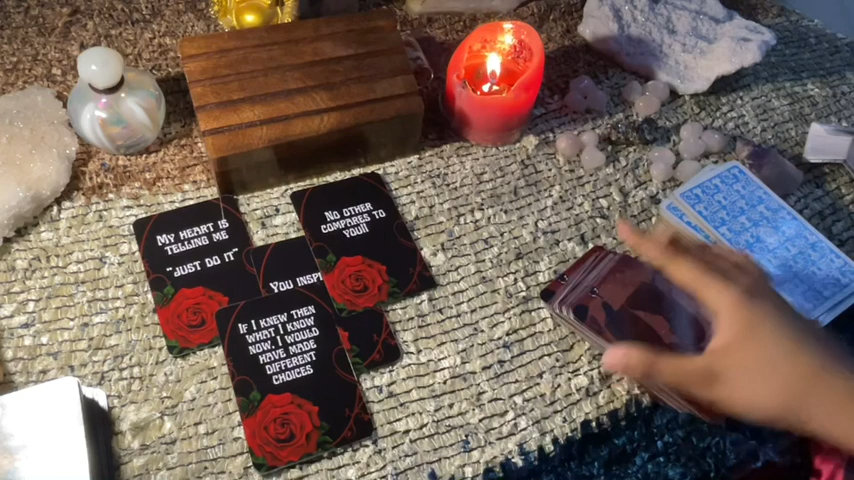 MY HEART IS
TELLING ME
"JUST DO IT"
NO OTHER
COMPARES TO
YOU!!
YOU
IF I KNEW THEN
WHAT I KNOW
NOW. I WOULD
HAVE MADE
DIFFERENT
CHOICES.